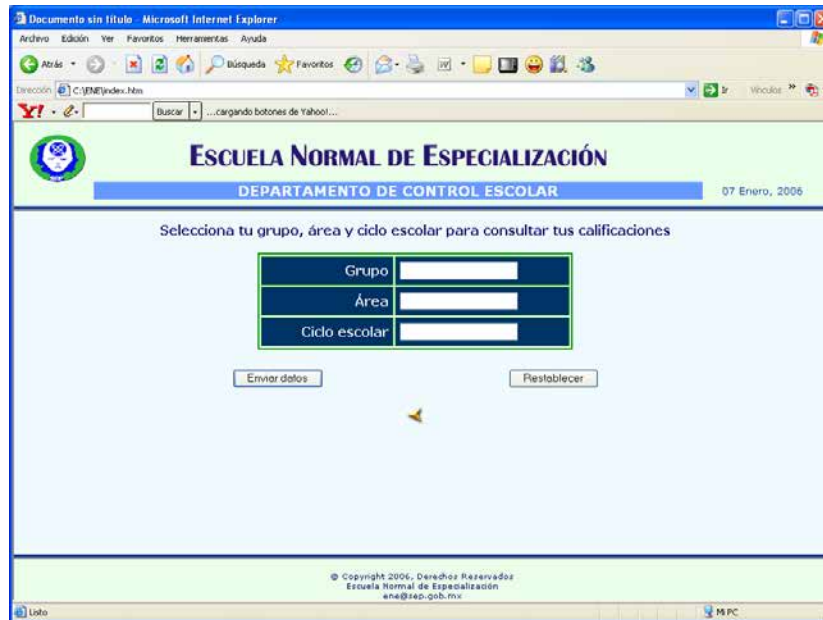 Documento sin título - Microsoft Internet Explorer
Archivo Edición Ver Favoritos Herramientas Ayuda
Atrás Búsqueda Favoritos
Dirección C:\ENE\index.htm Ir Vínculos »
Y! Buscar ...cargando botones de Yahoo!...
ESCUELA NORMAL DE ESPECIALIZACIÓN
DEPARTAMENTO DE CONTROL ESCOLAR 07 Enero, 2006
Selecciona tu grupo, área y ciclo escolar para consultar tus calificaciones
Grupo
Área
Ciclo escolar
Enviar datos Restablecer
© Copyright 2006, Derechos Reservados
Escuela Normal de Especialización
ene@sep.gob.mx
Listo Mi PC